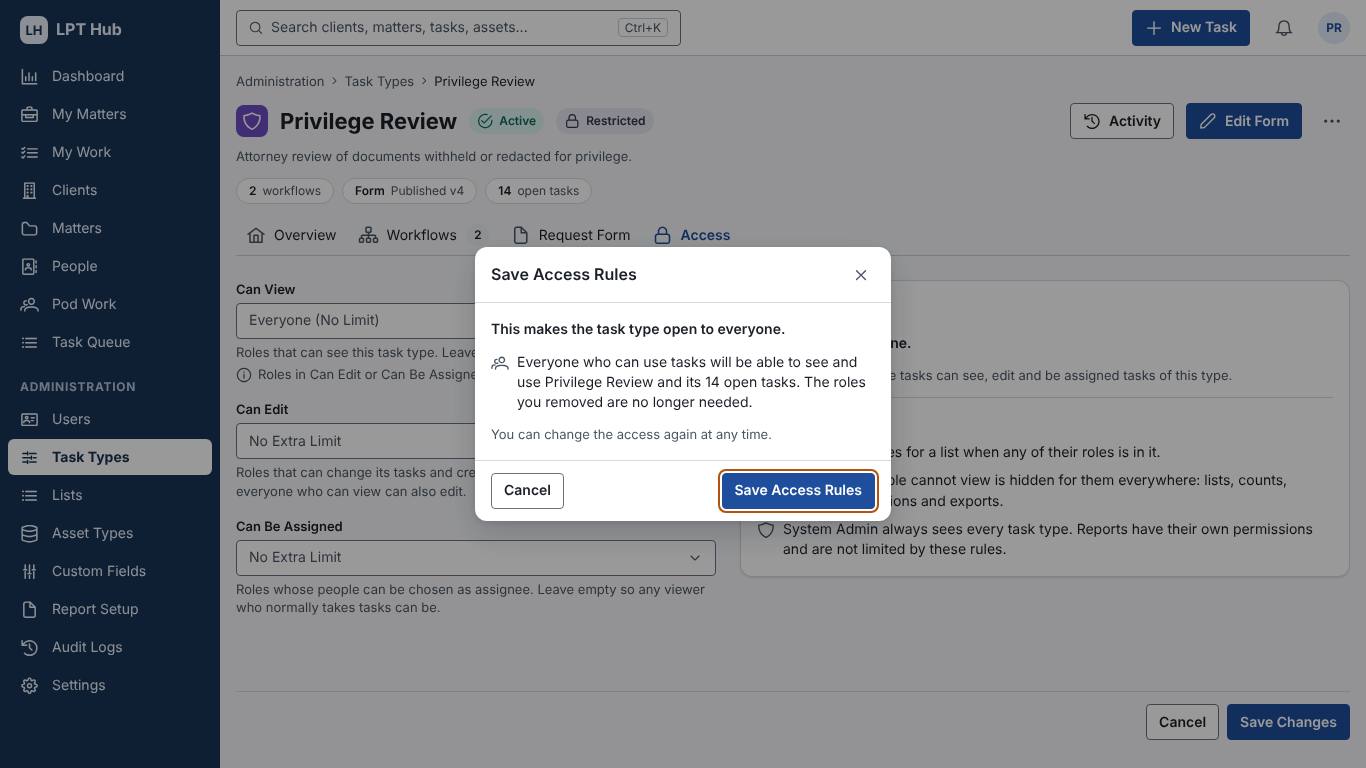 LH LPT Hub
Search clients, matters, tasks, assets...
Ctrl+K
New Task
PR
Dashboard
My Matters
My Work
Clients
Matters
People
Pod Work
Task Queue
ADMINISTRATION
Users
Task Types
Lists
Asset Types
Custom Fields
Report Setup
Audit Logs
Settings
Administration > Task Types > Privilege Review
Privilege Review
Active
Restricted
Activity
Edit Form
Attorney review of documents withheld or redacted for privilege.
2 workflows
Form Published v4
14 open tasks
Overview
Workflows 2
Request Form
Access
Can View
Everyone (No Limit)
Roles that can see this task type. Leave
Roles in Can Edit or Can Be Assigne
Can Edit
No Extra Limit
Roles that can change its tasks and cre
everyone who can view can also edit.
Can Be Assigned
No Extra Limit
Roles whose people can be chosen as assignee. Leave empty so any viewer
who normally takes tasks can be.
Save Access Rules
This makes the task type open to everyone.
Everyone who can use tasks will be able to see and
use Privilege Review and its 14 open tasks. The roles
you removed are no longer needed.
You can change the access again at any time.
Cancel
Save Access Rules
ne.
tasks can see, edit and be assigned tasks of this type.
es for a list when any of their roles is in it.
ole cannot view is hidden for them everywhere: lists, counts,
ions and exports.
System Admin always sees every task type. Reports have their own permissions
and are not limited by these rules.
Cancel
Save Changes